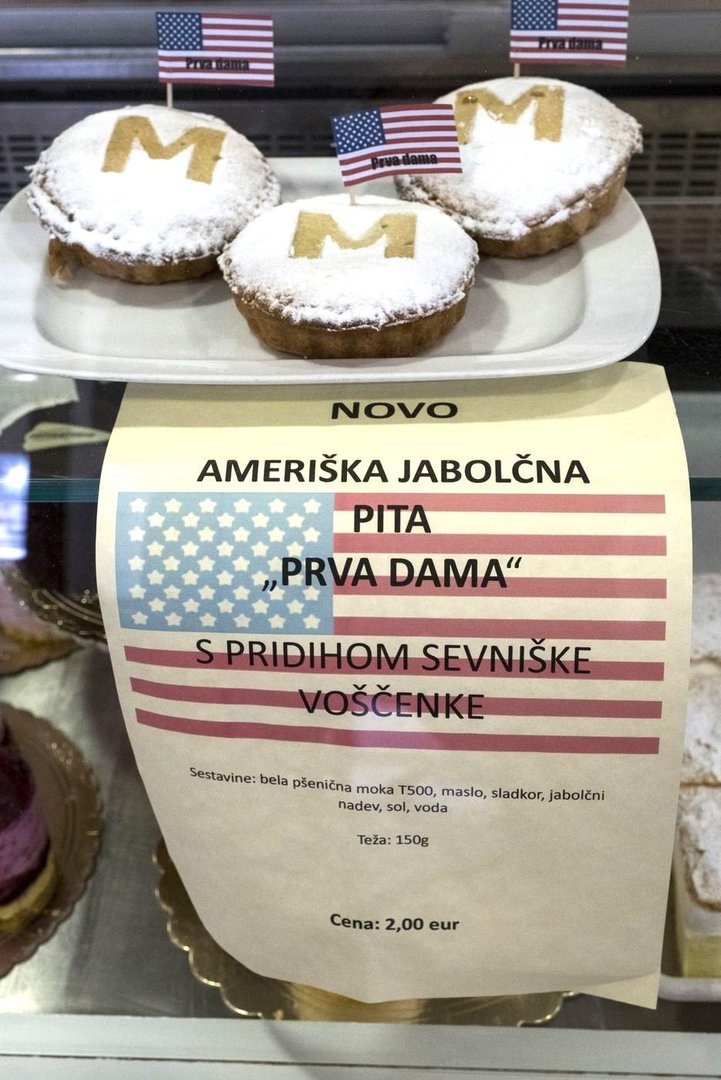 Prva dama
Prva dama
Prva dama
M
M
M
NOVO
AMERIŠKA JABOLČNA
PITA
„PRVA DAMA“
S PRIDIHOM SEVNIŠKE
VOŠČENKE
Sestavine: bela pšenična moka T500, maslo, sladkor, jabolčni
nadev, sol, voda
Teža: 150g
Cena: 2,00 eur